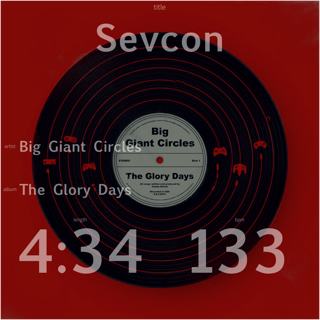 title
Sevcon
Big
Giant Circles
artist
Big Giant Circles
STEREO
Side 1
The Glory Days
album
The Glory Days
length
bpm
4:34
133